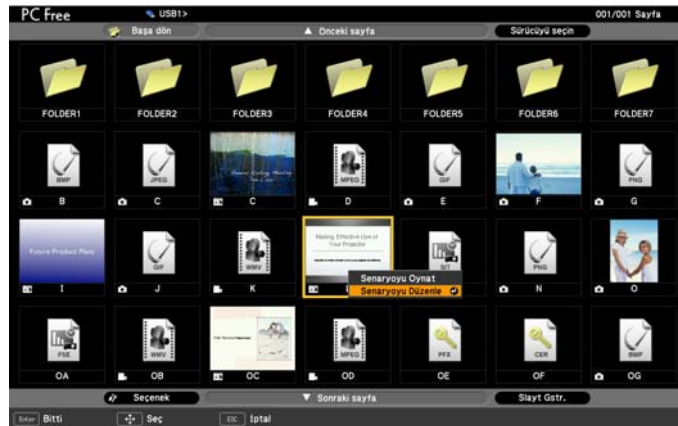 PC Free USB1> 001/001 Sayfa
Başa dön Önceki sayfa Sürücüyü seçin
FOLDER1 FOLDER2 FOLDER3 FOLDER4 FOLDER5 FOLDER6 FOLDER7
BMP JPEG MPEG GIF PNG
B C C D E F G
Future Product Plans GIF WMV Making Effective Use of SIT PNG
Your Projector
Senaryoyu Oynat
Senaryoyu Düzenle
I J K N O
FSE WMV MPEG PFX CER BMP
OA OB OC OD OE OF OG
Seçenek Sonraki sayfa Slayt Gstr.
Enter Bitti Seç ESC İptal